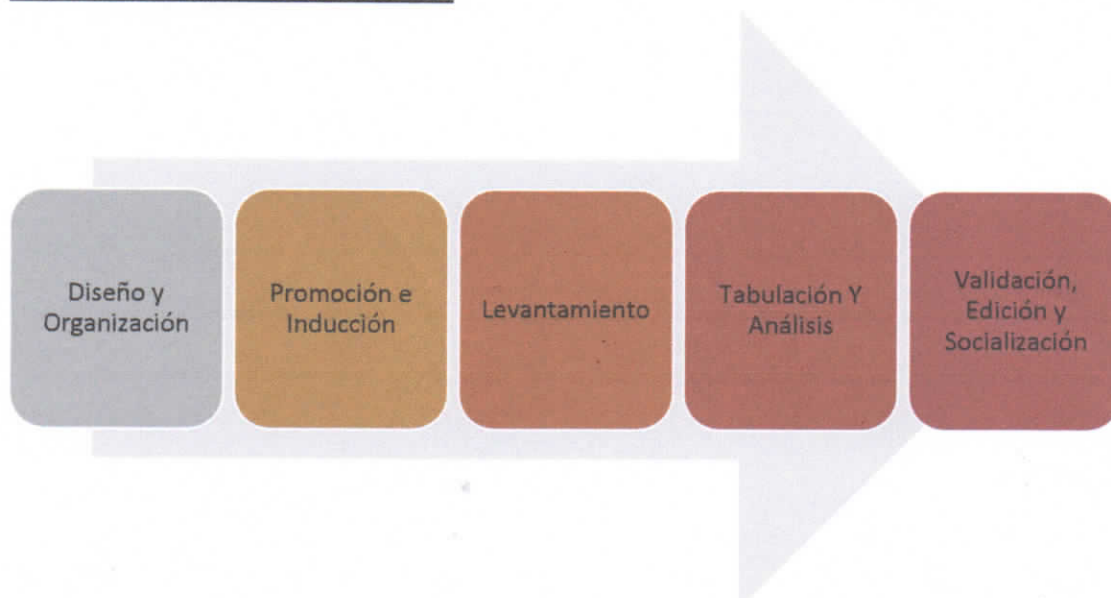 Diseño y
Organización
Promoción e
Inducción
Levantamiento
Tabulación Y
Análisis
Validación,
Edición y
Socialización